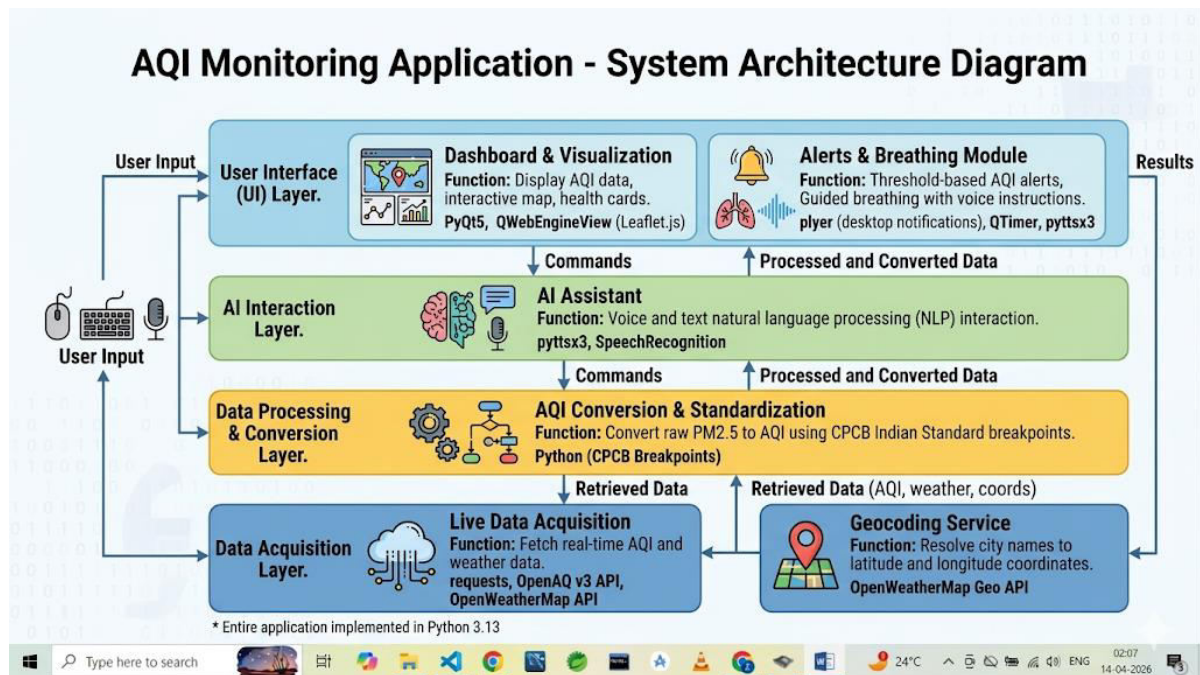 AQI Monitoring Application - System Architecture Diagram
User Input
User Interface
(UI) Layer.
Dashboard & Visualization
Function: Display AQI data,
interactive map, health cards.
PyQt5, QWebEngineView (Leaflet.js)
Alerts & Breathing Module
Function: Threshold-based AQI alerts,
Guided breathing with voice instructions.
plyer (desktop notifications), QTimer, pyttsx3
Results
Commands
Processed and Converted Data
User Input
AI Interaction
Layer.
AI Assistant
Function: Voice and text natural language processing (NLP) interaction.
pyttsx3, SpeechRecognition
Commands
Processed and Converted Data
Data Processing
& Conversion
Layer.
AQI Conversion & Standardization
Function: Convert raw PM2.5 to AQI using CPCB Indian Standard breakpoints.
Python (CPCB Breakpoints)
Retrieved Data
Retrieved Data (AQI, weather, coords)
Data Acquisition
Layer.
Live Data Acquisition
Function: Fetch real-time AQI and
weather data.
requests, OpenAQ v3 API,
OpenWeatherMap API
Geocoding Service
Function: Resolve city names to
latitude and longitude coordinates.
OpenWeatherMap Geo API
* Entire application implemented in Python 3.13
Type here to search
24°C
ENG
02:07
14-04-2026
3